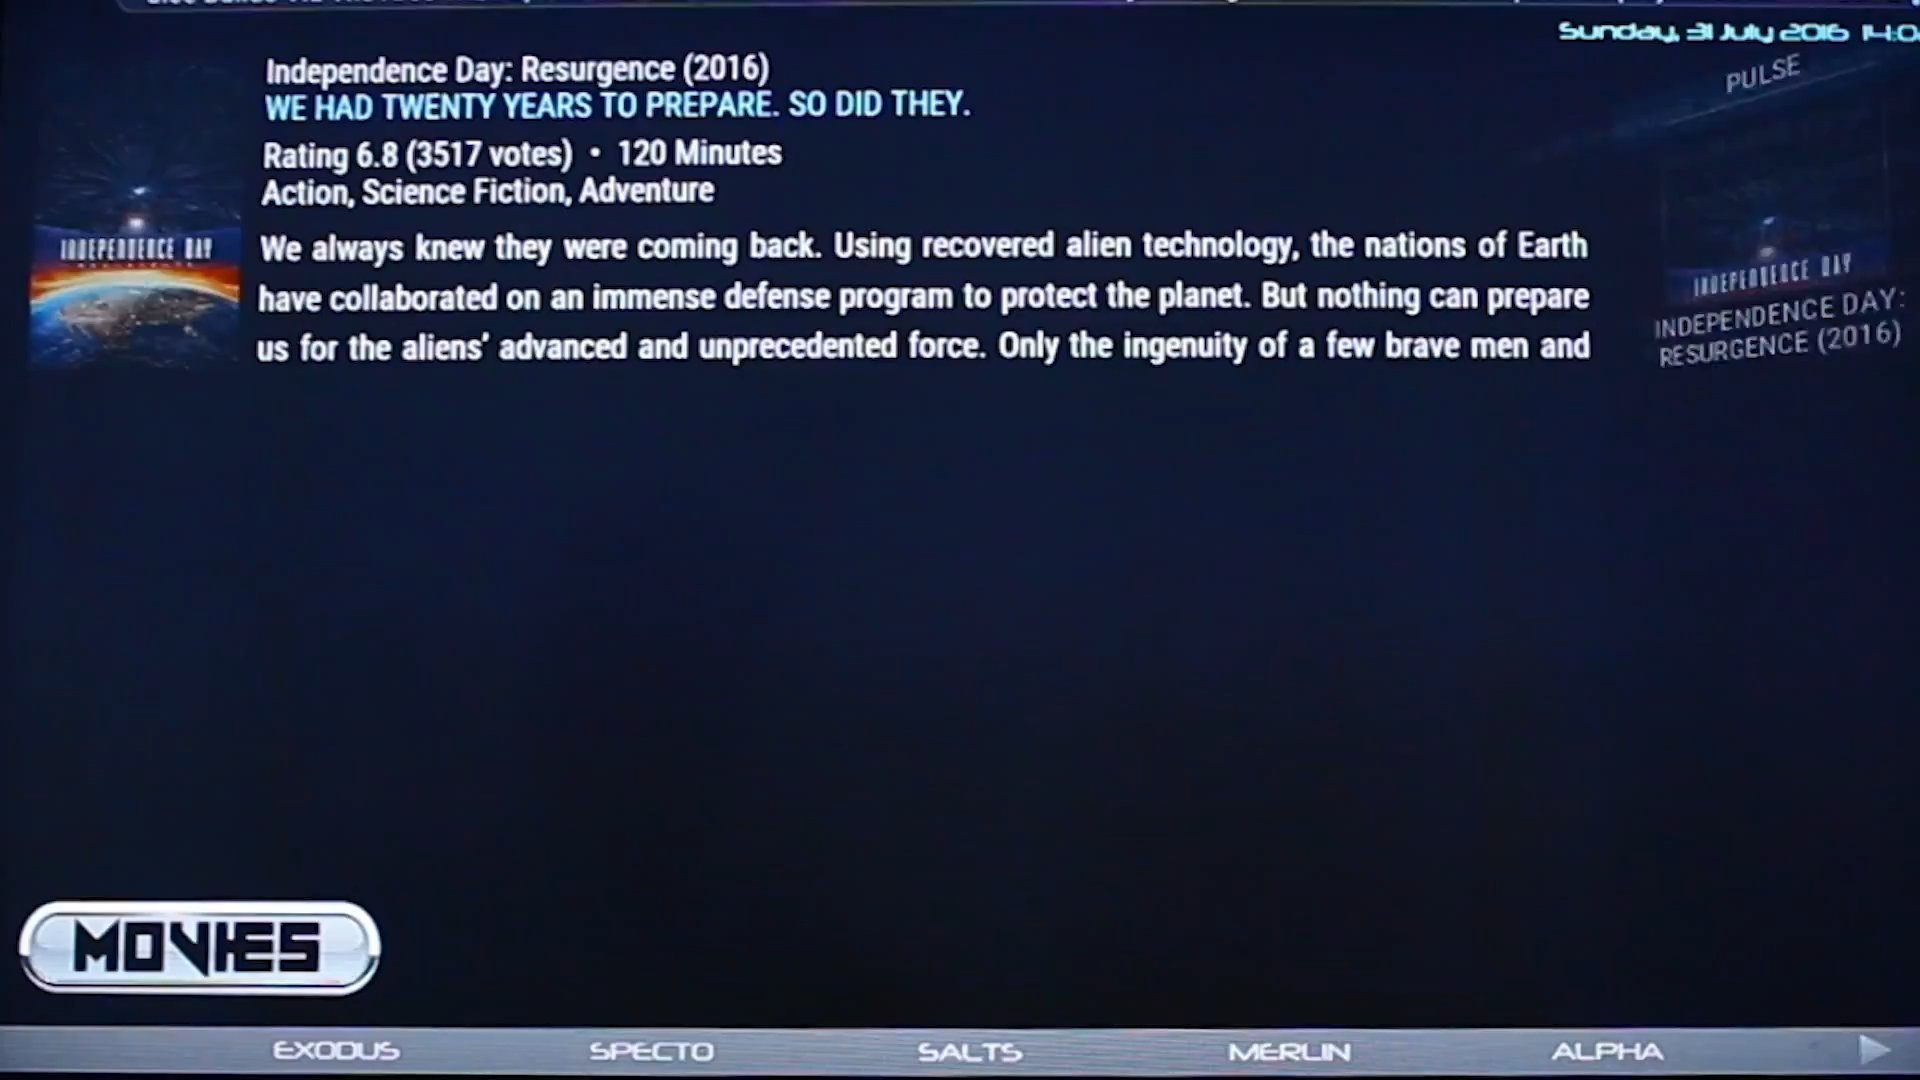 Sunday, 31 July 2016
PULSE
Independence Day: Resurgence (2016)
WE HAD TWENTY YEARS TO PREPARE. SO DID THEY.
Rating 6.8 (3517 votes) • 120 Minutes
Action, Science Fiction, Adventure
We always knew they were coming back. Using recovered alien technology, the nations of Earth
have collaborated on an immense defense program to protect the planet. But nothing can prepare
us for the aliens' advanced and unprecedented force. Only the ingenuity of a few brave men and
INDEPENDENCE DAY
INDEPENDENCE DAY
INDEPENDENCE DAY:
RESURGENCE (2016)
MOVIES
EXODUS SPECTO SALTS MERLIN ALPHA